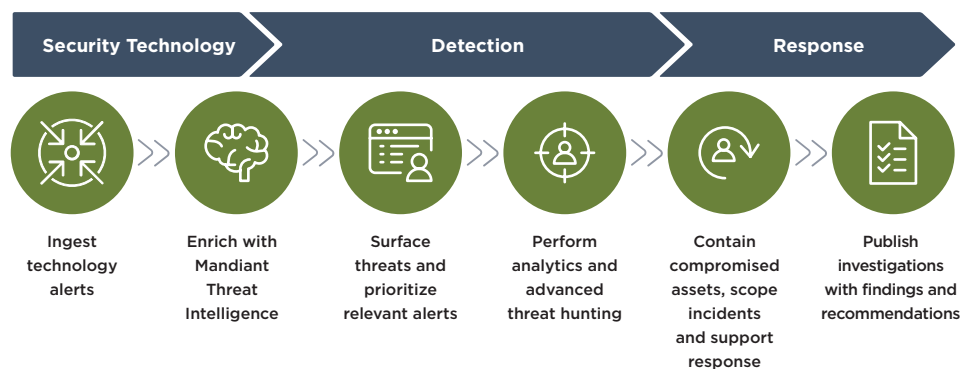 Security Technology
Detection
Response
Ingest
technology
alerts
Enrich with
Mandiant
Threat
Intelligence
Surface
threats and
prioritize
relevant alerts
Perform
analytics and
advanced
threat hunting
Contain
compromised
assets, scope
incidents
and support
response
Publish
investigations
with findings and
recommendations